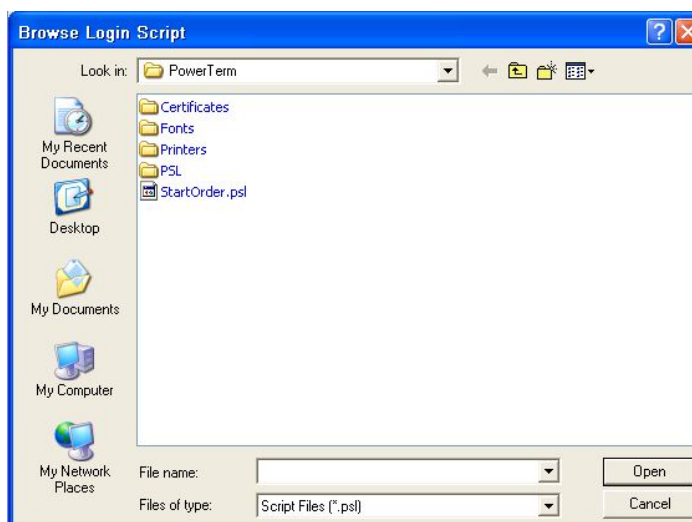 Browse Login Script
Look in: PowerTerm
My Recent
Documents
Desktop
My Documents
My Computer
My Network
Places
Certificates
Fonts
Printers
PSL
StartOrder.psl
File name: Open
Files of type: Script Files (*.psl) Cancel